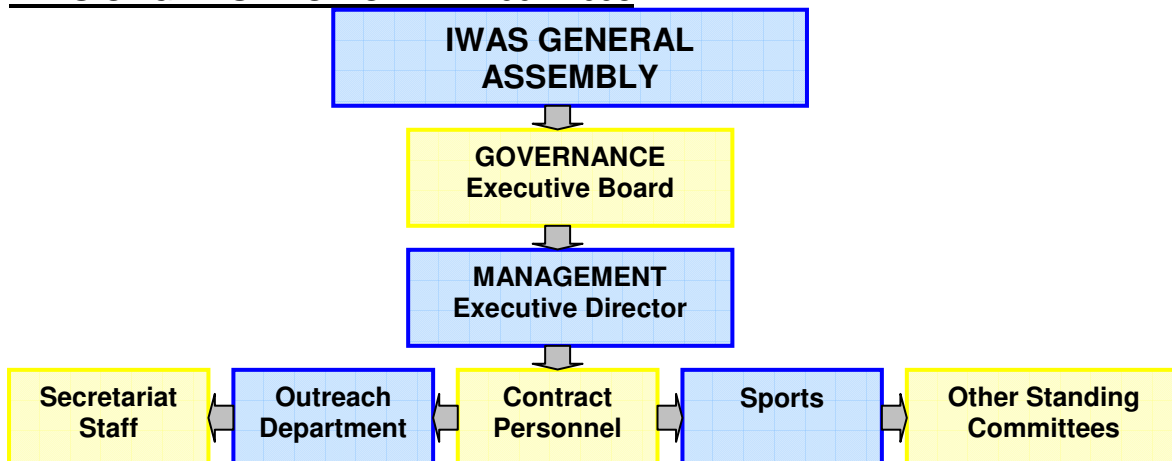 IWAS GENERAL
ASSEMBLY
GOVERNANCE
Executive Board
MANAGEMENT
Executive Director
Secretariat
Staff
Outreach
Department
Contract
Personnel
Sports
Other Standing
Committees